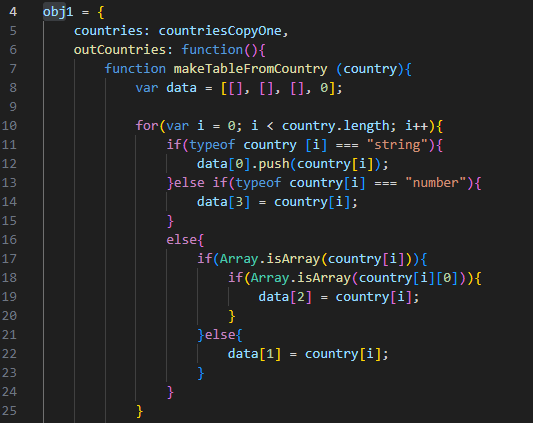 4 obj1 = {
5     countries: countriesCopyOne,
6     outCountries: function(){
7         function makeTableFromCountry (country){
8             var data = [[], [], [], 0];
9
10             for(var i = 0; i < country.length; i++){
11                 if(typeof country [i] === "string"){
12                     data[0].push(country[i]);
13                 }else if(typeof country[i] === "number"){
14                     data[3] = country[i];
15                 }
16                 else{
17                     if(Array.isArray(country[i])){
18                         if(Array.isArray(country[i][0])){
19                             data[2] = country[i];
20                         }
21                     }else{
22                         data[1] = country[i];
23                     }
24                 }
25             }